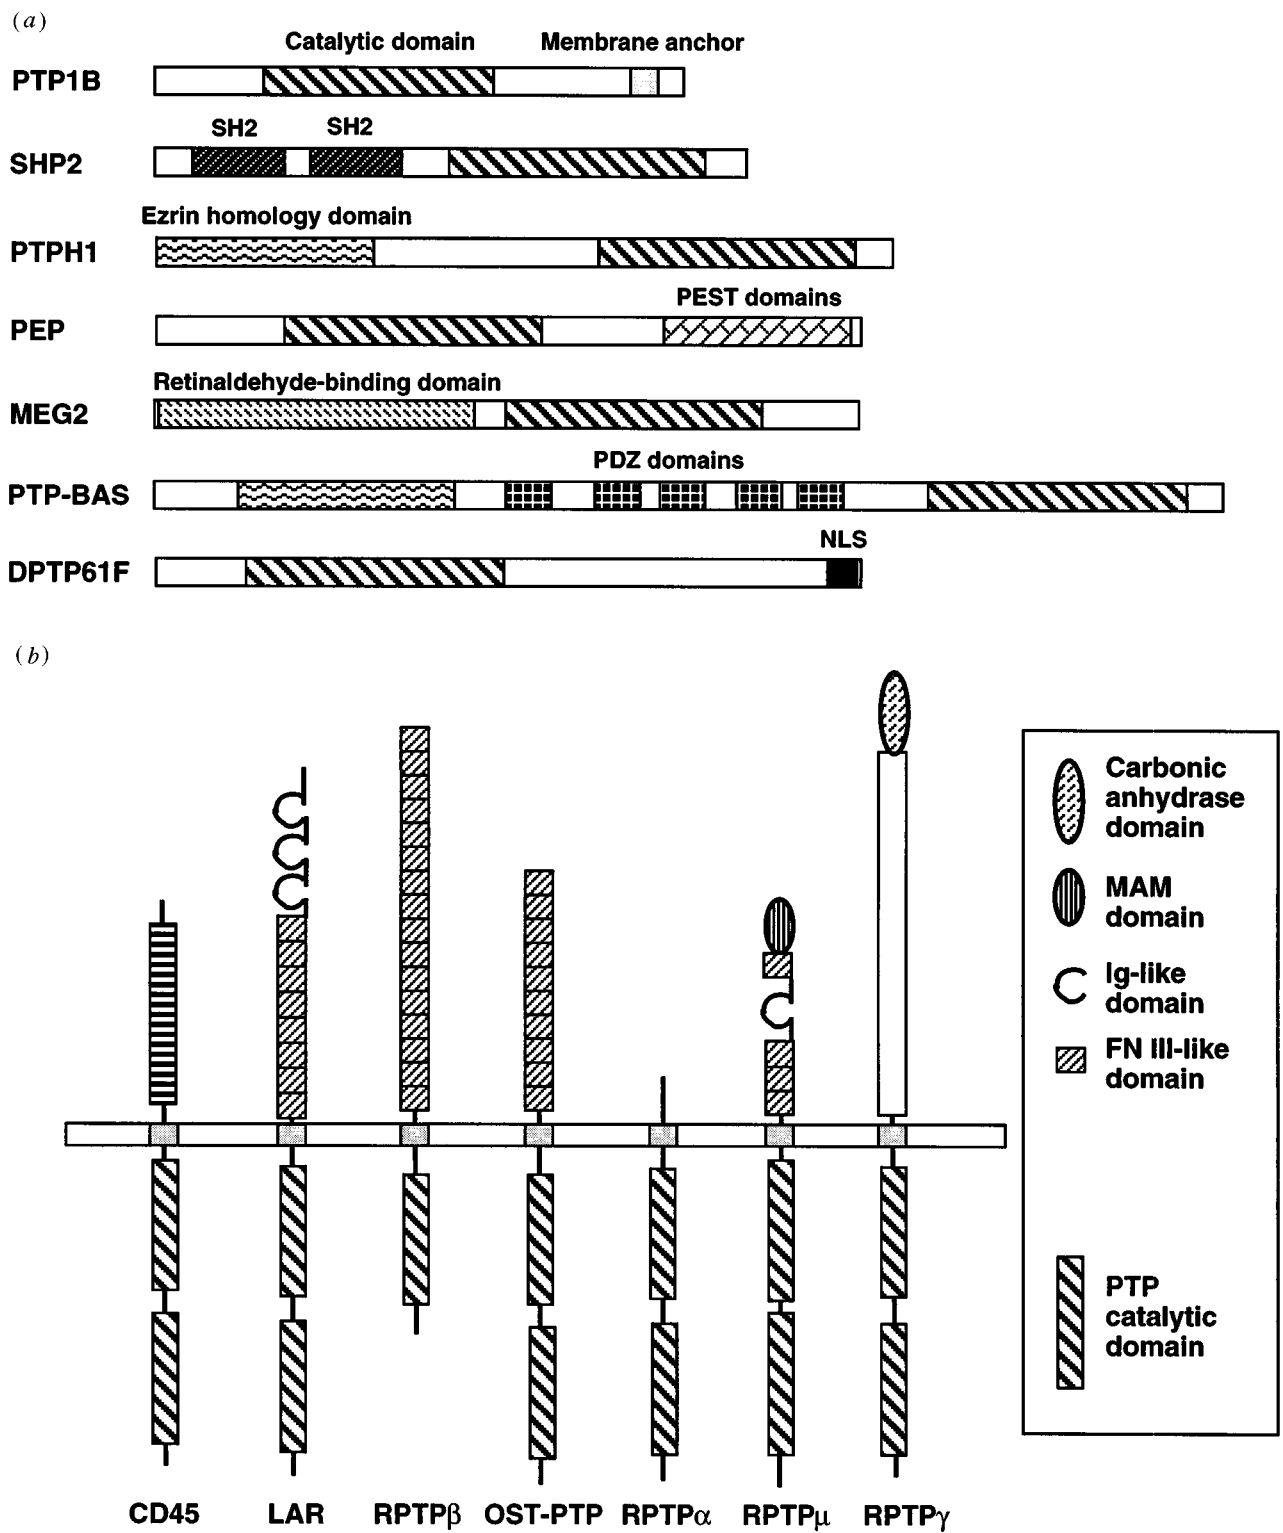 (a)
Catalytic domain Membrane anchor
PTP1B
SH2 SH2
SHP2
Ezrin homology domain
PTPH1
PEST domains
PEP
Retinaldehyde-binding domain
MEG2
PDZ domains
PTP-BAS
NLS
DPTP61F
(b)
Carbonic
anhydrase
domain
MAM
domain
Ig-like
domain
FN III-like
domain
PTP
catalytic
domain
CD45 LAR RPTPβ OST-PTP RPTPα RPTPμ RPTPγ